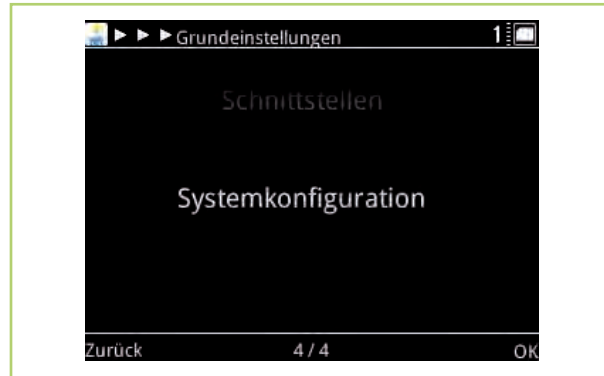 Grundeinstellungen 1
Schnittstellen
Systemkonfiguration
Zurück 4 / 4 OK